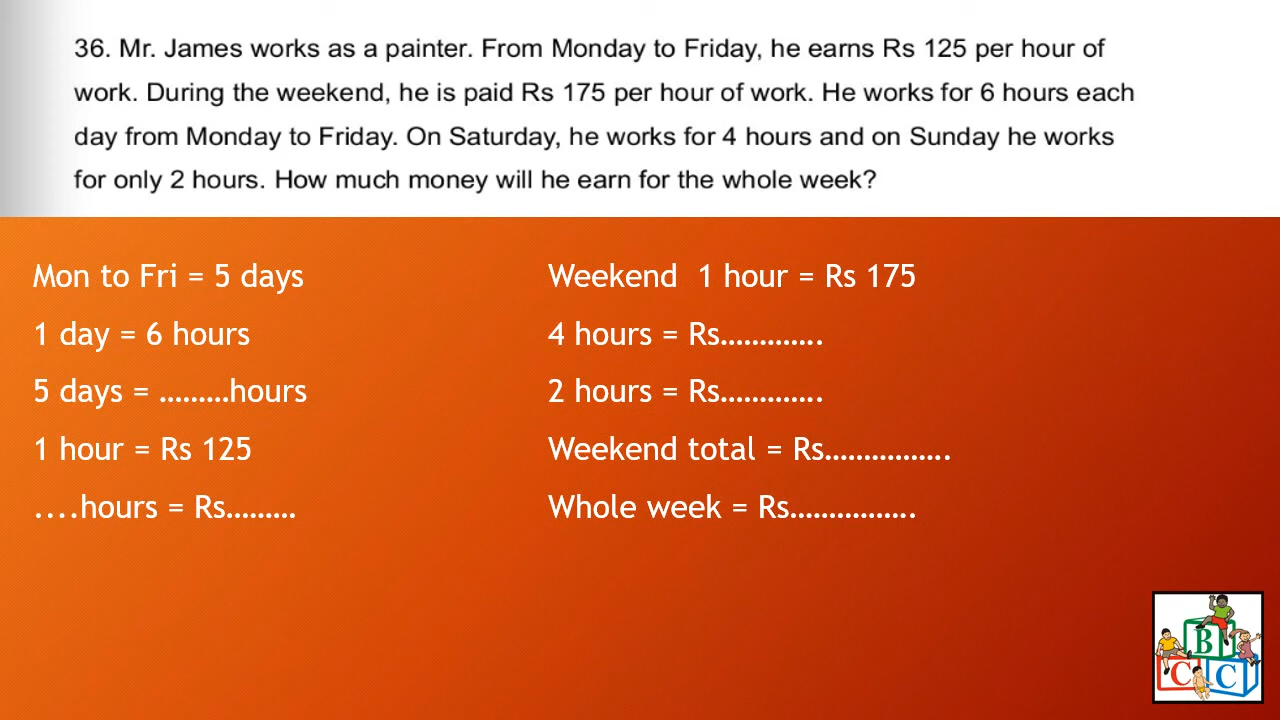 36. Mr. James works as a painter. From Monday to Friday, he earns Rs 125 per hour of
work. During the weekend, he is paid Rs 175 per hour of work. He works for 6 hours each
day from Monday to Friday. On Saturday, he works for 4 hours and on Sunday he works
for only 2 hours. How much money will he earn for the whole week?
Mon to Fri = 5 days
1 day = 6 hours
5 days = ………hours
1 hour = Rs 125
....hours = Rs………
Weekend  1 hour = Rs 175
4 hours = Rs………….
2 hours = Rs………….
Weekend total = Rs…………….
Whole week = Rs…………….
B
C C